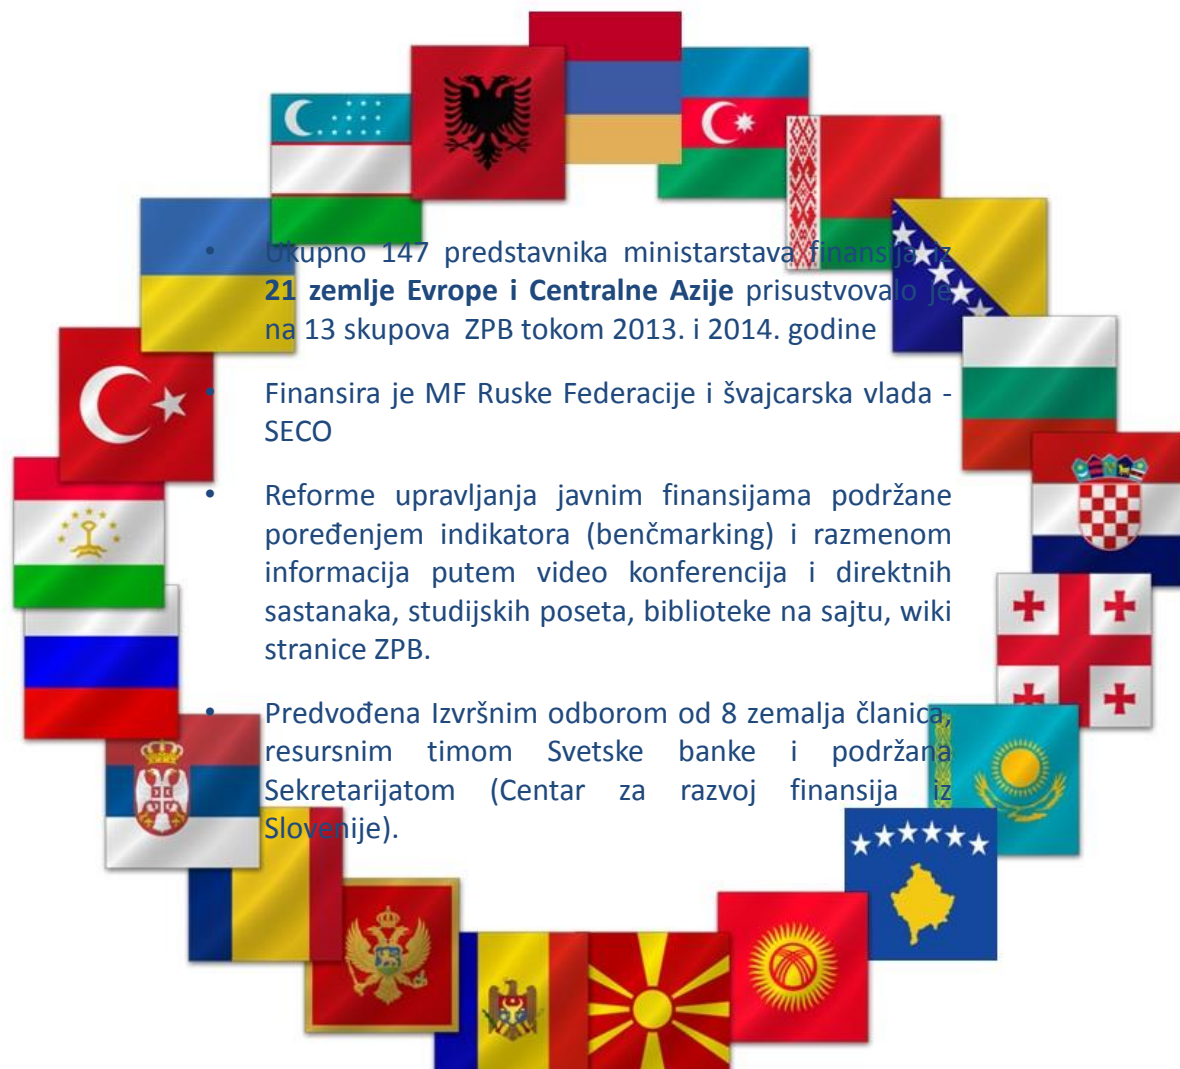 • Ukupno 147 predstavnika ministarstava finansija iz
21 zemlje Evrope i Centralne Azije prisustvovalo je
na 13 skupova ZPB tokom 2013. i 2014. godine
• Finansira je MF Ruske Federacije i švajcarska vlada -
SECO
• Reforme upravljanja javnim finansijama podržane
poređenjem indikatora (benčmarking) i razmenom
informacija putem video konferencija i direktnih
sastanaka, studijskih poseta, biblioteke na sajtu, wiki
stranice ZPB.
• Predvođena Izvršnim odborom od 8 zemalja članica,
resursnim timom Svetske banke i podržana
Sekretarijatom (Centar za razvoj finansija iz
Slovenije).